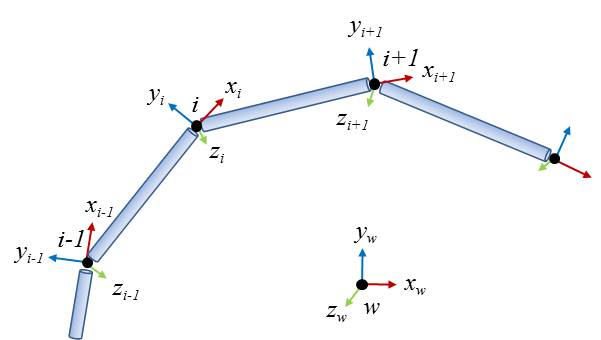 y_{i+1}
i+1
x_{i+1}
z_{i+1}
y_i
i
x_i
z_i
x_{i-1}
i-1
y_{i-1}
z_{i-1}
y_w
x_w
z_w
w